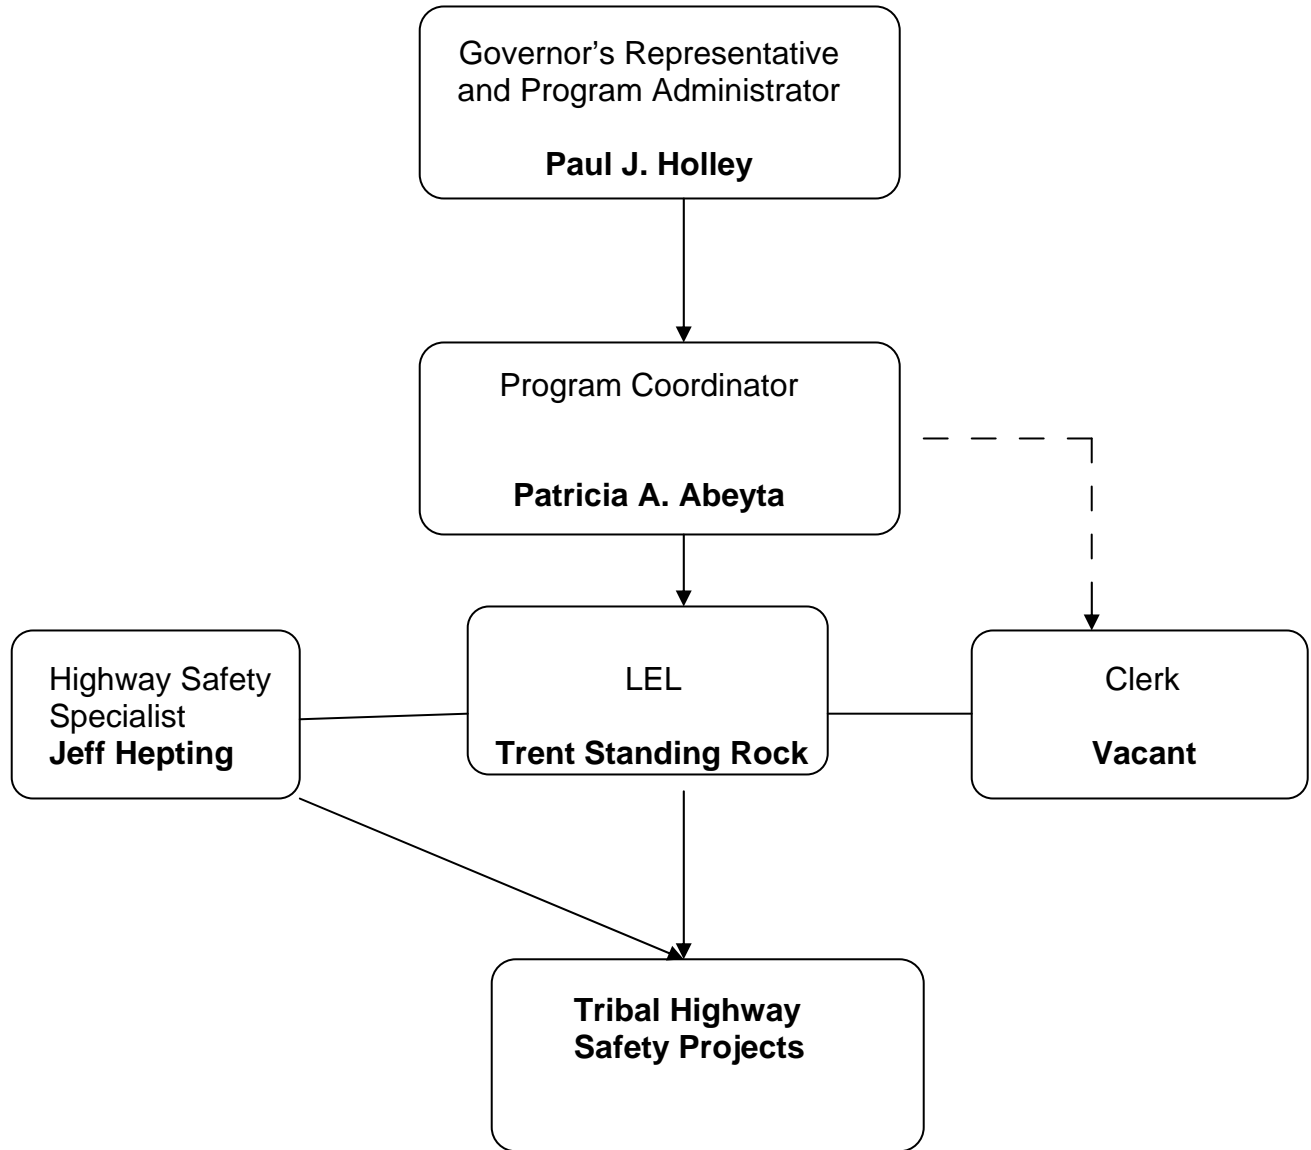 Governor’s Representative
and Program Administrator
Paul J. Holley
Program Coordinator
Patricia A. Abeyta
Highway Safety
Specialist
Jeff Hepting
LEL
Trent Standing Rock
Clerk
Vacant
Tribal Highway
Safety Projects